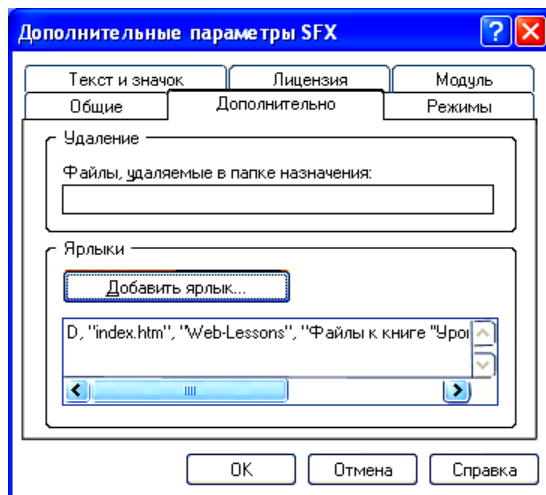 Дополнительные параметры SFX
Текст и значок Лицензия Модуль
Общие Дополнительно Режимы
Удаление
Файлы, удаляемые в папке назначения:
Ярлыки
Добавить ярлык...
D, "index.htm", "Web-Lessons", "Файлы к книге
OK Отмена Справка